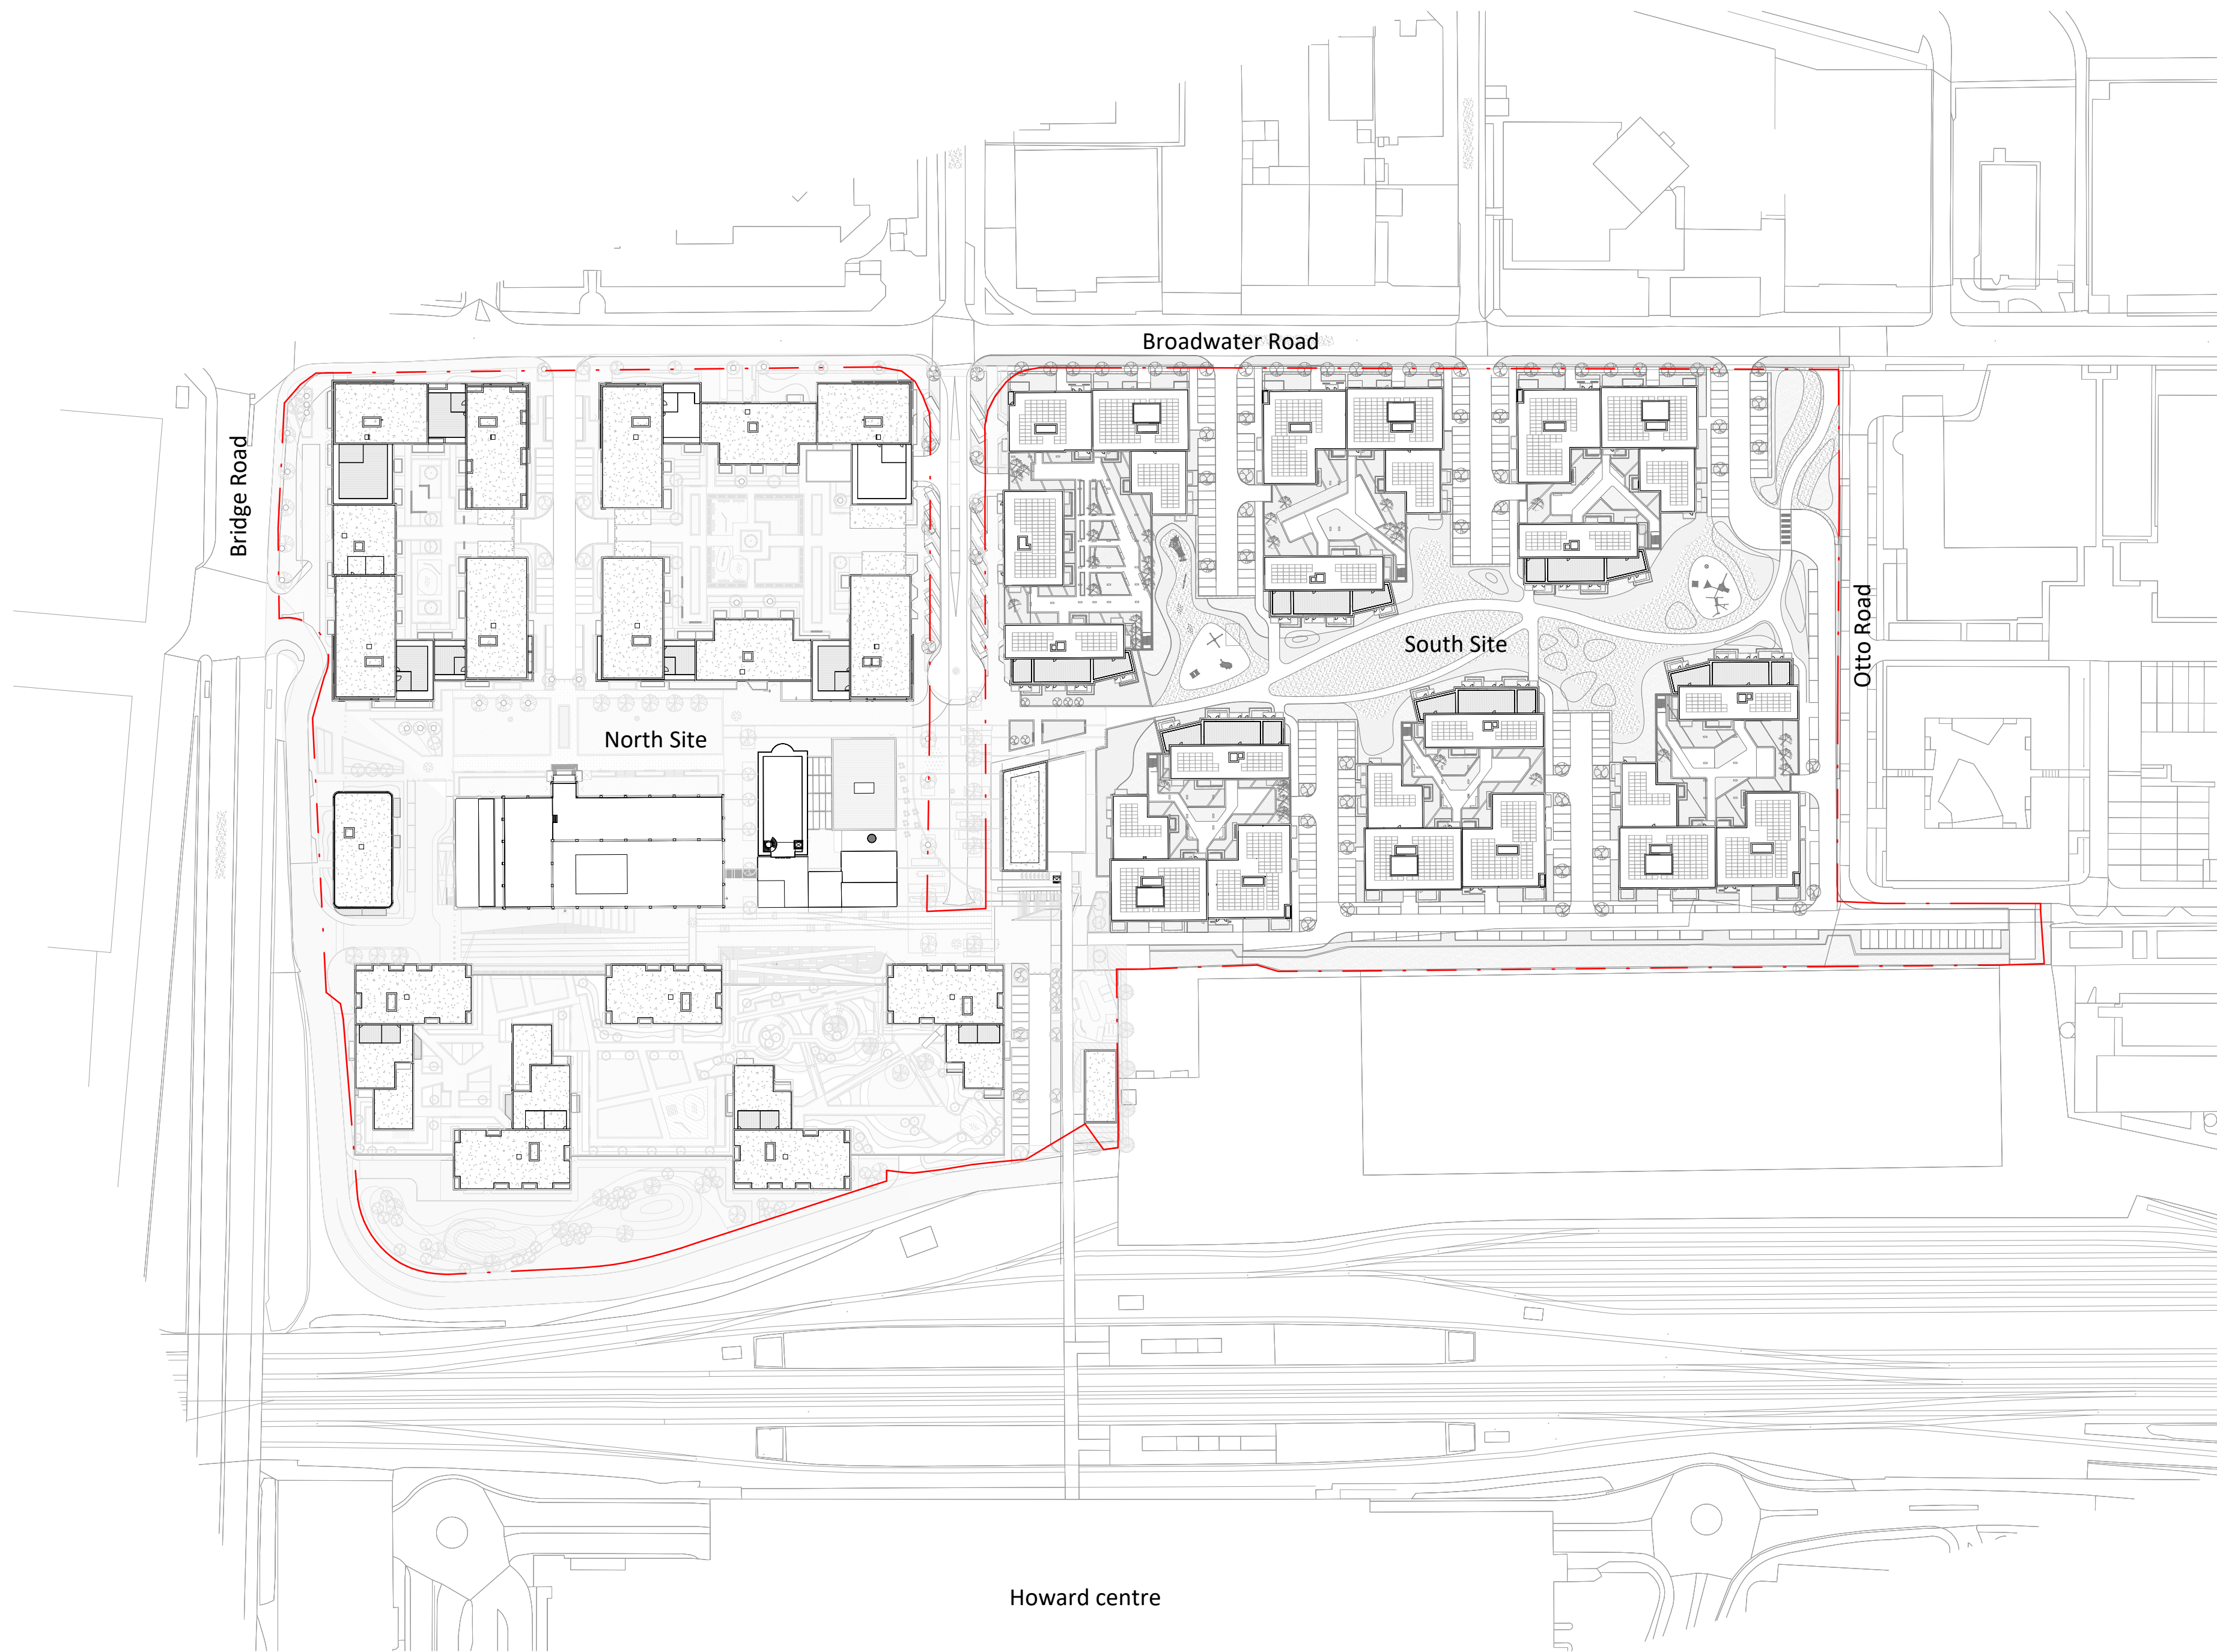 Broadwater Road
Bridge Road
Otto Road
South Site
North Site
Howard centre